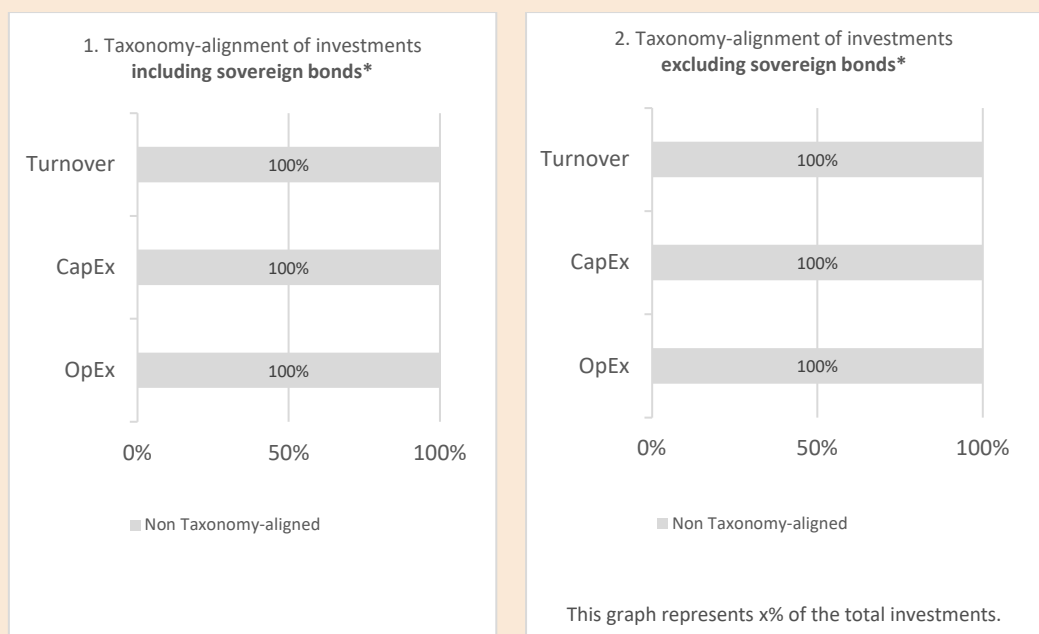 1. Taxonomy-alignment of investments
including sovereign bonds*
Turnover
100%
CapEx
100%
OpEx
100%
0%
50%
100%
Non Taxonomy-aligned
2. Taxonomy-alignment of investments
excluding sovereign bonds*
Turnover
100%
CapEx
100%
OpEx
100%
0%
50%
100%
Non Taxonomy-aligned
This graph represents x% of the total investments.